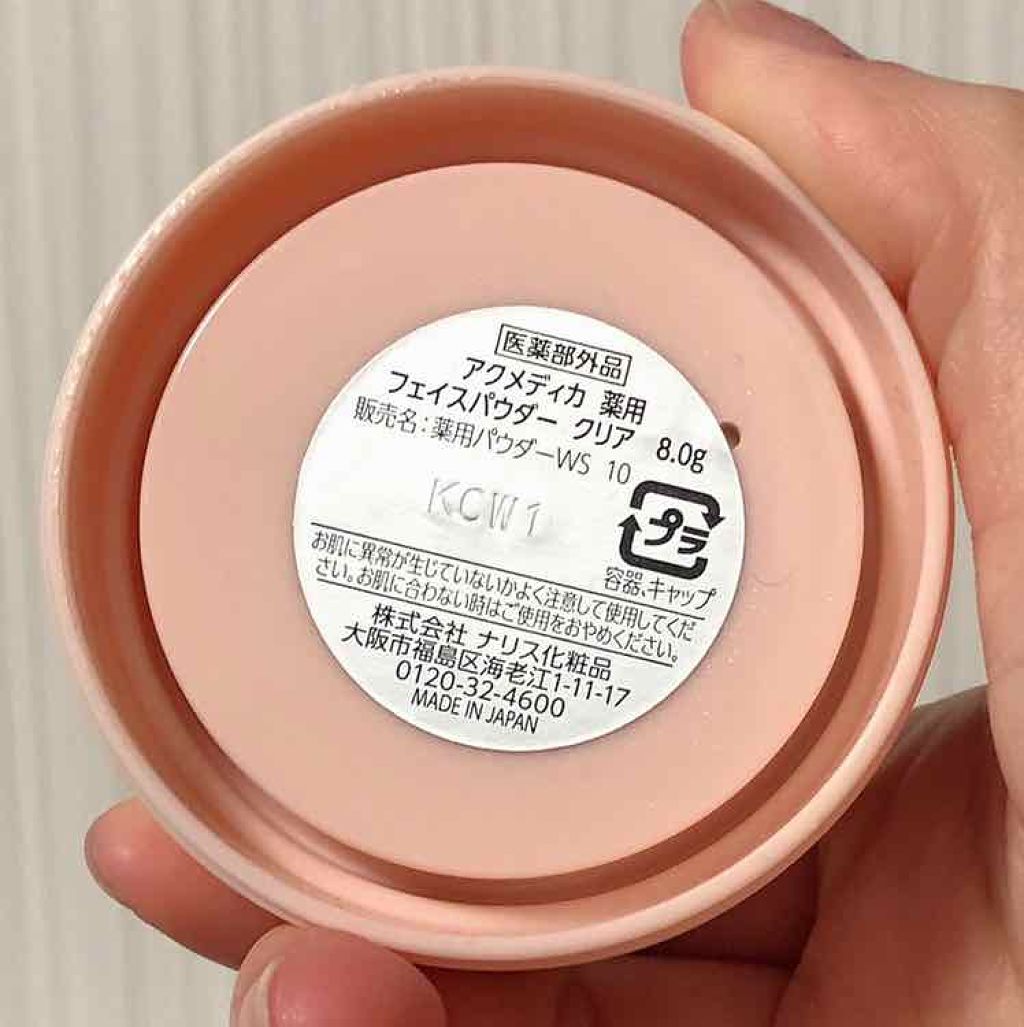 医薬部外品
アクメディカ 薬用
フェイスパウダー クリア 8.0g
販売名:薬用パウダーWS 10
KCW1
プラ
容器、キャップ
お肌に異常が生じていないかよく注意して使用してくだ
さい。お肌に合わない時はご使用をおやめください。
株式会社 ナリス化粧品
大阪市福島区海老江1-11-17
0120-32-4600
MADE IN JAPAN